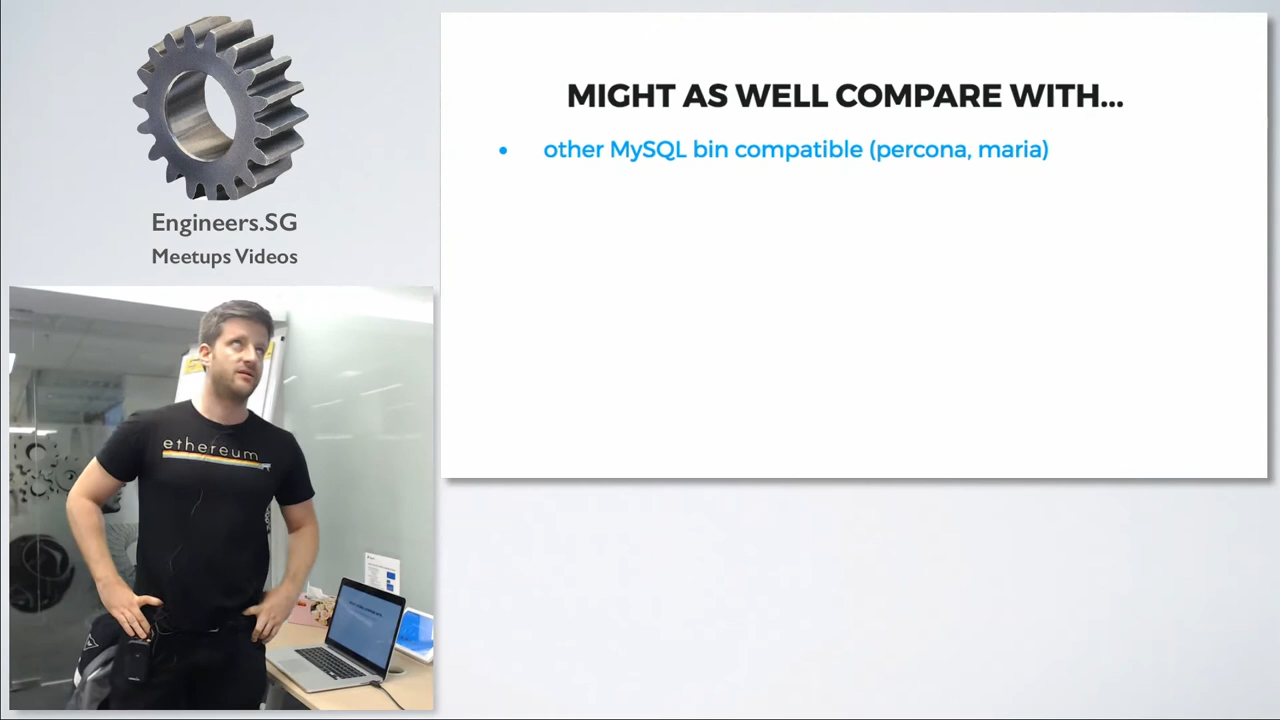 Engineers.SG
Meetups Videos
MIGHT AS WELL COMPARE WITH...
• other MySQL bin compatible (percona, maria)
ethereum